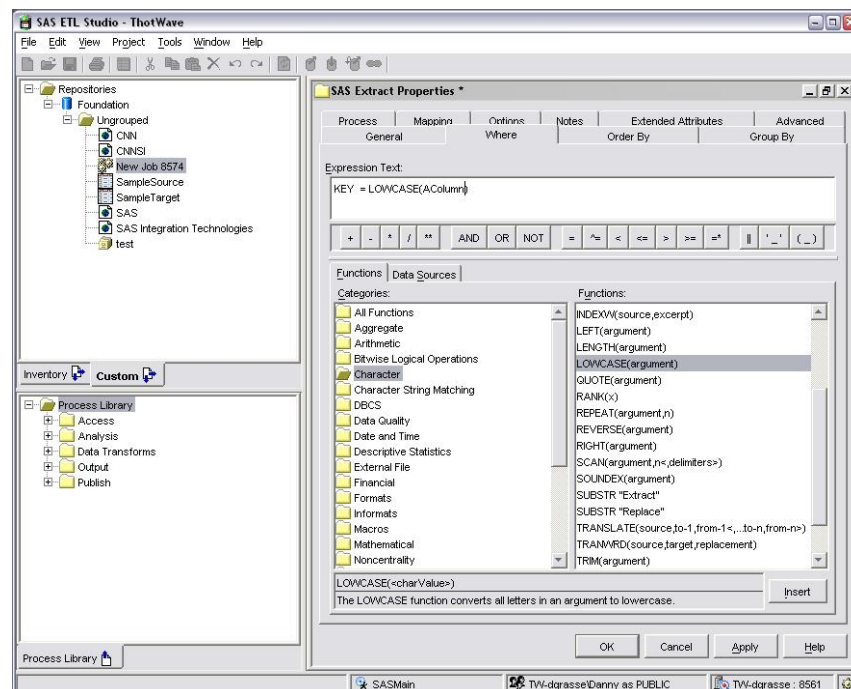 SAS ETL Studio - ThotWave
File Edit View Project Tools Window Help
Repositories
Foundation
Ungrouped
CNN
CNNSI
New Job 8574
SampleSource
SampleTarget
SAS
SAS Integration Technologies
test
Inventory Custom
Process Library
Access
Analysis
Data Transforms
Output
Publish
Process Library
SAS Extract Properties *
Process Mapping Options Notes Extended Attributes Advanced
General Where Order By Group By
Expression Text:
KEY = LOWCASE(AColumn)
+ - * / ** AND OR NOT = ^= < <= > >= =* || '_' (_)
Functions Data Sources
Categories:
All Functions
Aggregate
Arithmetic
Bitwise Logical Operations
Character
Character String Matching
DBCS
Data Quality
Date and Time
Descriptive Statistics
External File
Financial
Formats
Informats
Macros
Mathematical
Noncentrality
Functions:
INDEXW(source,excerpt)
LEFT(argument)
LENGTH(argument)
LOWCASE(argument)
QUOTE(argument)
RANK(x)
REPEAT(argument,n)
REVERSE(argument)
RIGHT(argument)
SCAN(argument,n<,delimiters>)
SOUNDEX(argument)
SUBSTR "Extract"
SUBSTR "Replace"
TRANSLATE(source,to-1,from-1<,...to-n,from-n>)
TRANWRD(source,target,replacement)
TRIM(argument)
LOWCASE(<charValue>)
The LOWCASE function converts all letters in an argument to lowercase.
Insert
OK Cancel Apply Help
SASMain TW-dgrasse\Danny as PUBLIC TW-dgrasse : 8561